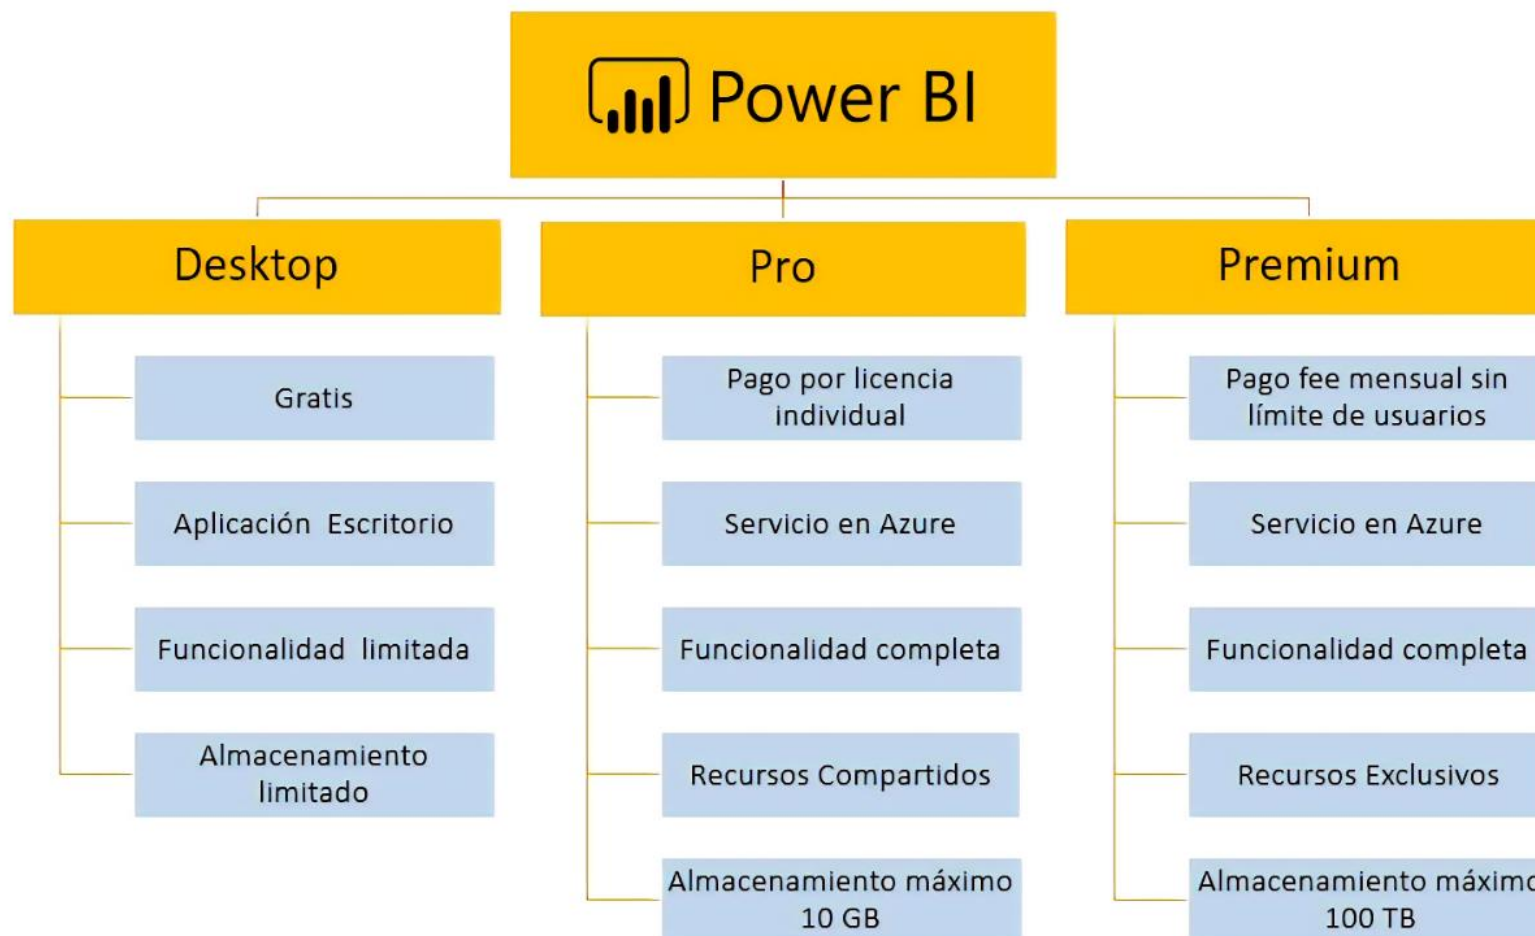 Power BI
Desktop
Gratis
Aplicación Escritorio
Funcionalidad limitada
Almacenamiento
limitado
Pro
Pago por licencia
individual
Servicio en Azure
Funcionalidad completa
Recursos Compartidos
Almacenamiento máximo
10 GB
Premium
Pago fee mensual sin
límite de usuarios
Servicio en Azure
Funcionalidad completa
Recursos Exclusivos
Almacenamiento máximo
100 TB